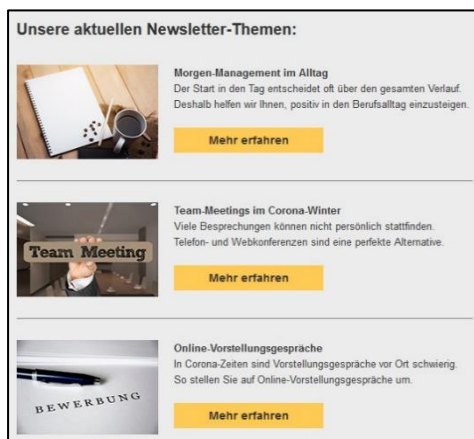 Unsere aktuellen Newsletter-Themen:
Morgen-Management im Alltag
Der Start in den Tag entscheidet oft über den gesamten Verlauf.
Deshalb helfen wir Ihnen, positiv in den Berufsalltag einzusteigen.
Mehr erfahren
Team-Meetings im Corona-Winter
Viele Besprechungen können nicht persönlich stattfinden.
Telefon- und Webkonferenzen sind eine perfekte Alternative.
Team Meeting
Mehr erfahren
Online-Vorstellungsgespräche
In Corona-Zeiten sind Vorstellungsgespräche vor Ort schwierig.
So stellen Sie auf Online-Vorstellungsgespräche um.
BEWERBUNG
Mehr erfahren